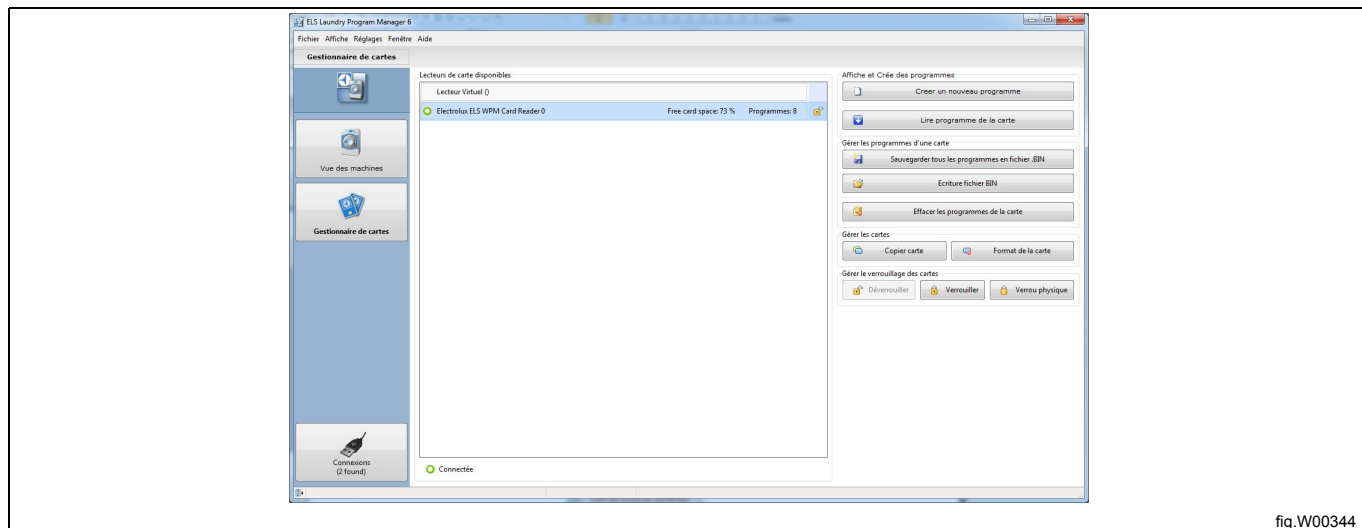 ELS Laundry Program Manager 6
Fichier Affiche Réglages Fenêtre Aide
Gestionnaire de cartes
Vue des machines
Gestionnaire de cartes
Connexions
(2 found)
Lecteurs de carte disponibles
Lecteur Virtuel ()
Electrolux ELS WPM Card Reader 0 Free card space: 73 % Programmes: 8
Connectée
Affiche et Crée des programmes
Creer un nouveau programme
Lire programme de la carte
Gérer les programmes d'une carte
Sauvegarder tous les programmes en fichier .BIN
Ecriture fichier BIN
Effacer les programmes de la carte
Gérer les cartes
Copier carte Format de la carte
Gérer le verrouillage des cartes
Déverrouiller Verrouiller Verrou physique
fig.W00344